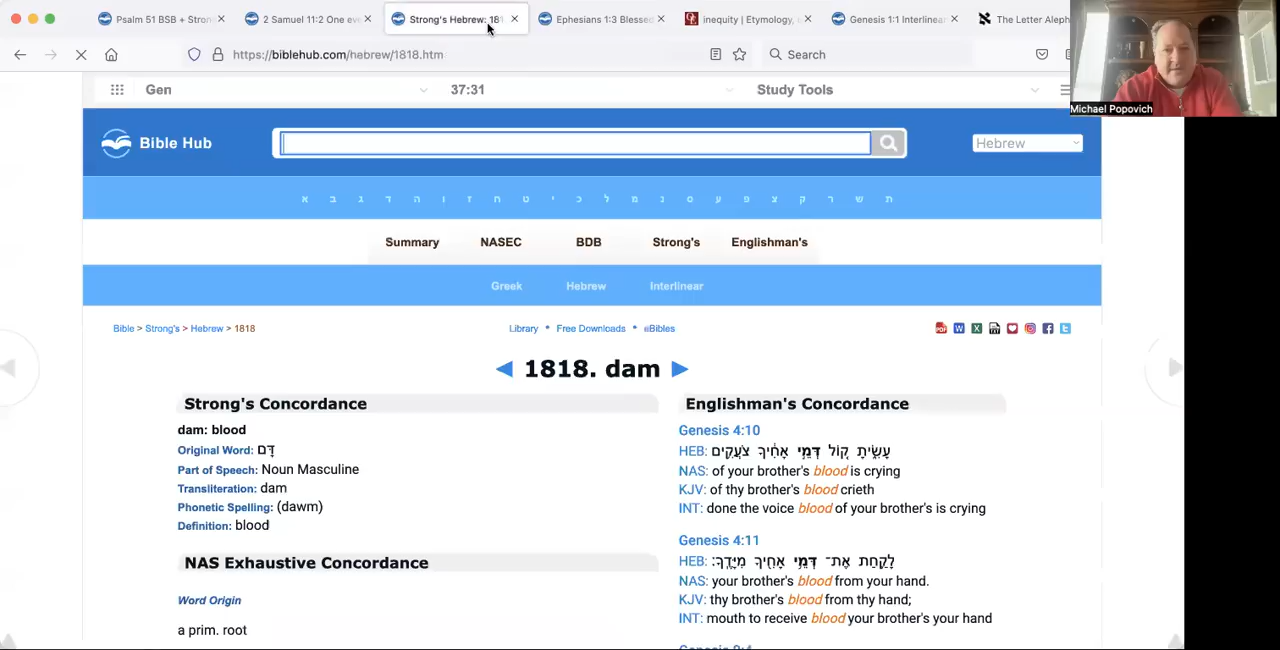 Psalm 51 BSB + Stron
2 Samuel 11:2 One eve
Strong's Hebrew: 18
Ephesians 1:3 Blessed
inequity | Etymology,
Genesis 1:1 Interlinear
The Letter Aleph
https://biblehub.com/hebrew/1818.htm
Search
Gen
37:31
Study Tools
Michael Popovich
Bible Hub
Hebrew
א ב ג ד ה ו ז ח ט י כ ל מ נ ס ע פ צ ק ר ש ת
Summary
NASEC
BDB
Strong's
Englishman's
Greek
Hebrew
Interlinear
Bible > Strong's > Hebrew > 1818
Library • Free Downloads • eBibles
◀ 1818. dam ▶
Strong's Concordance
dam: blood
Original Word: דָּם
Part of Speech: Noun Masculine
Transliteration: dam
Phonetic Spelling: (dawm)
Definition: blood
NAS Exhaustive Concordance
Word Origin
a prim. root
Englishman's Concordance
Genesis 4:10
HEB: עָשִׂ֑יתָ ק֚וֹל דְּמֵ֣י אָחִ֔יךָ צֹעֲקִ֥ים
NAS: of your brother's blood is crying
KJV: of thy brother's blood crieth
INT: done the voice blood of your brother's is crying
Genesis 4:11
HEB: לָקַ֛חַת אֶת־ דְּמֵ֥י אָחִ֖יךָ מִיָּדֶֽךָ׃
NAS: your brother's blood from your hand.
KJV: thy brother's blood from thy hand;
INT: mouth to receive blood your brother's your hand